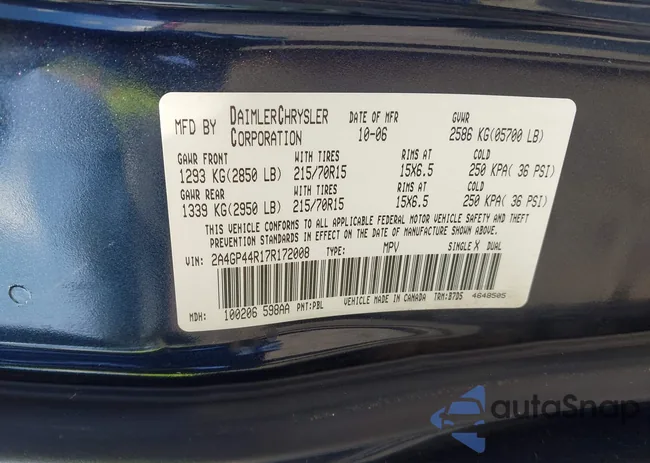 MFD BY DAIMLERCHRYSLER CORPORATION DATE OF MFR 10-06 GVWR 2586 KG(05700 LB)
GAWR FRONT WITH TIRES RIMS AT COLD
1293 KG(2850 LB) 215/70R15 15X6.5 250 KPA( 36 PSI)
GAWR REAR WITH TIRES RIMS AT COLD
1339 KG(2950 LB) 215/70R15 15X6.5 250 KPA( 36 PSI)
THIS VEHICLE CONFORMS TO ALL APPLICABLE FEDERAL MOTOR VEHICLE SAFETY AND THEFT
PREVENTION STANDARDS IN EFFECT ON THE DATE OF MANUFACTURE SHOWN ABOVE.
VIN: 2A4GP44R17R172008 TYPE: MPV SINGLE X DUAL
MDH: 100206 598AA PNT:PBL VEHICLE MADE IN CANADA TRM:B7D5 4648505
autoSnap